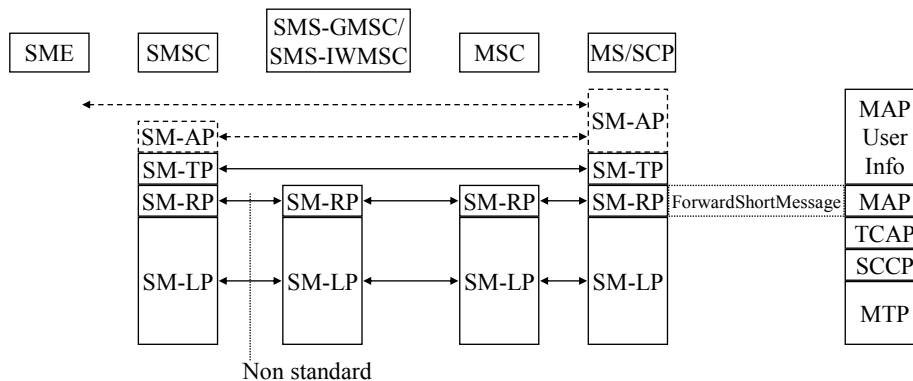 SME
SMSC
SMS-GMSC/
SMS-IWMSC
MSC
MS/SCP
SM-AP
SM-AP
MAP
User
Info
SM-TP
SM-TP
SM-RP
SM-RP
SM-RP
SM-RP
ForwardShortMessage
MAP
TCAP
SCCP
SM-LP
SM-LP
SM-LP
SM-LP
MTP
Non standard